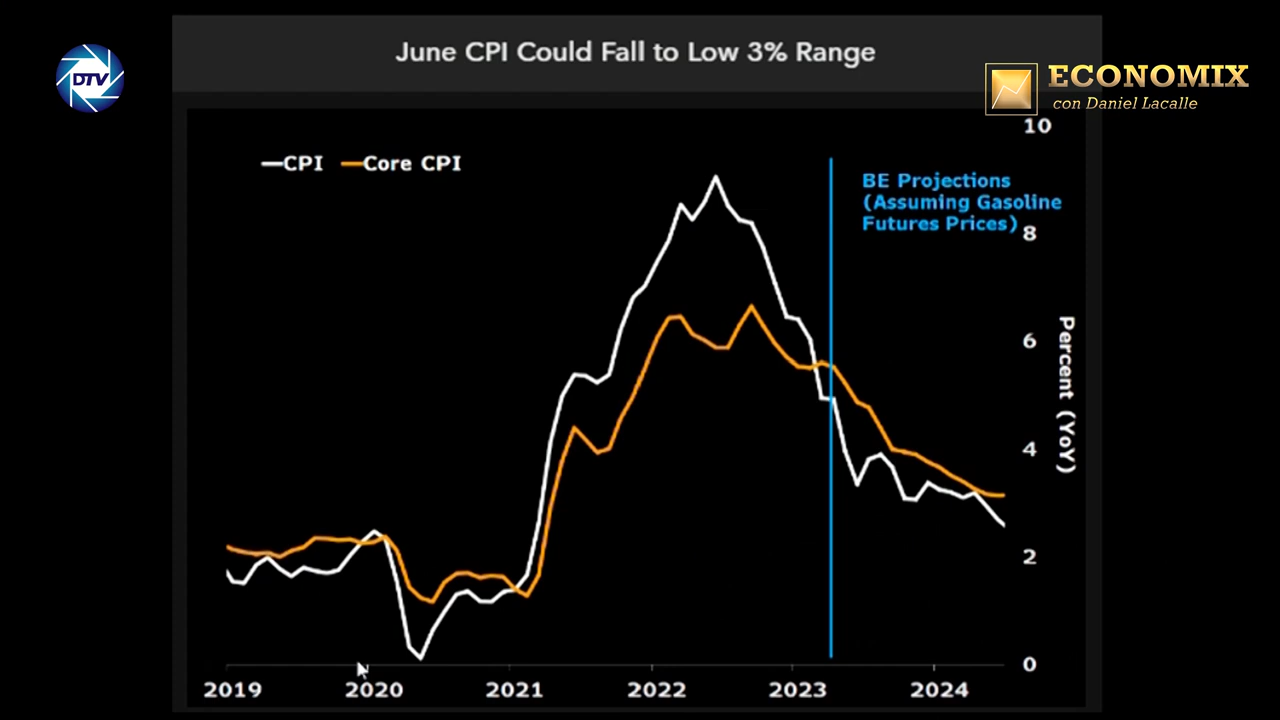 June CPI Could Fall to Low 3% Range
DTV
ECONOMIX
con Daniel Lacalle
CPI Core CPI
BE Projections
(Assuming Gasoline
Futures Prices)
10
8
6
4
2
0
Percent (YoY)
2019 2020 2021 2022 2023 2024